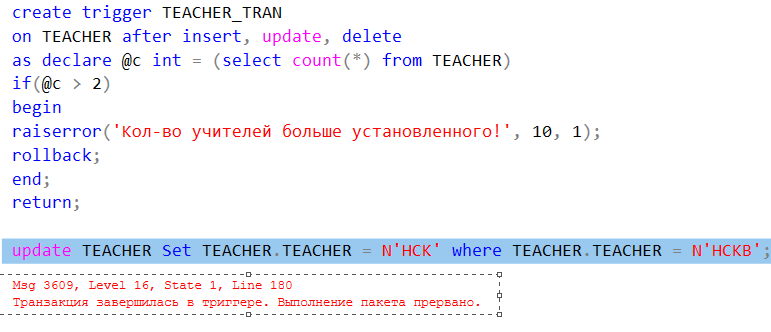 create trigger TEACHER_TRAN
on TEACHER after insert, update, delete
as declare @c int = (select count(*) from TEACHER)
if(@c > 2)
begin
raiserror('Кол-во учителей больше установленного!', 10, 1);
rollback;
end;
return;
update TEACHER Set TEACHER.TEACHER = N'НСК' where TEACHER.TEACHER = N'НСКВ';
Msg 3609, Level 16, State 1, Line 180
Транзакция завершилась в триггере. Выполнение пакета прервано.